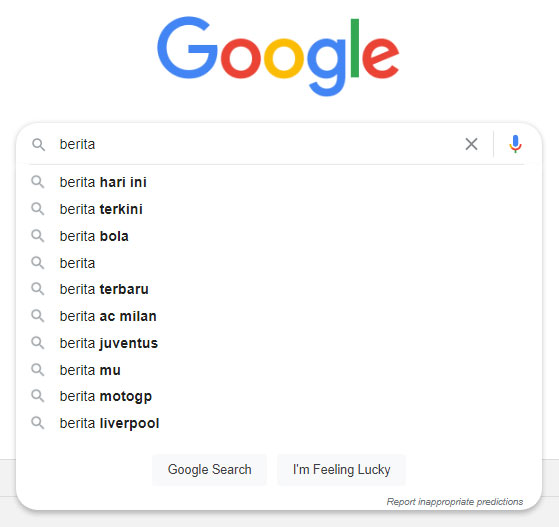 Google
berita
berita hari ini
berita terkini
berita bola
berita
berita terbaru
berita ac milan
berita juventus
berita mu
berita motogp
berita liverpool
Google Search I'm Feeling Lucky
Report inappropriate predictions